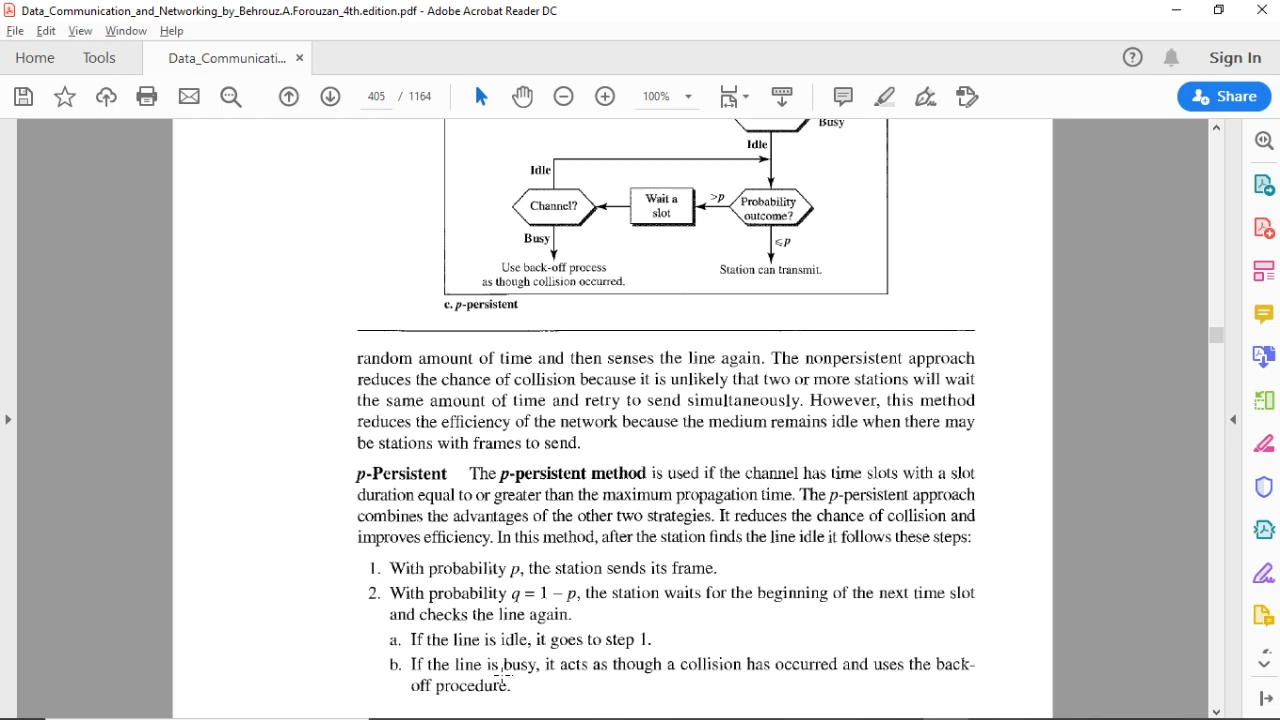 Data_Communication_and_Networking_by_Behrouz.A.Forouzan_4th.edition.pdf - Adobe Acrobat Reader DC
File Edit View Window Help
Home Tools Data_Communicati... ×
Sign In
405 / 1164 100% Share
Busy
Idle
Idle
Channel? Wait a slot >p Probability outcome?
Busy ⩽p
Use back-off process Station can transmit.
as though collision occurred.
c. p-persistent
random amount of time and then senses the line again. The nonpersistent approach
reduces the chance of collision because it is unlikely that two or more stations will wait
the same amount of time and retry to send simultaneously. However, this method
reduces the efficiency of the network because the medium remains idle when there may
be stations with frames to send.
p-Persistent The p-persistent method is used if the channel has time slots with a slot
duration equal to or greater than the maximum propagation time. The p-persistent approach
combines the advantages of the other two strategies. It reduces the chance of collision and
improves efficiency. In this method, after the station finds the line idle it follows these steps:
1. With probability p, the station sends its frame.
2. With probability q = 1 − p, the station waits for the beginning of the next time slot
and checks the line again.
a. If the line is idle, it goes to step 1.
b. If the line is busy, it acts as though a collision has occurred and uses the back-
off procedure.